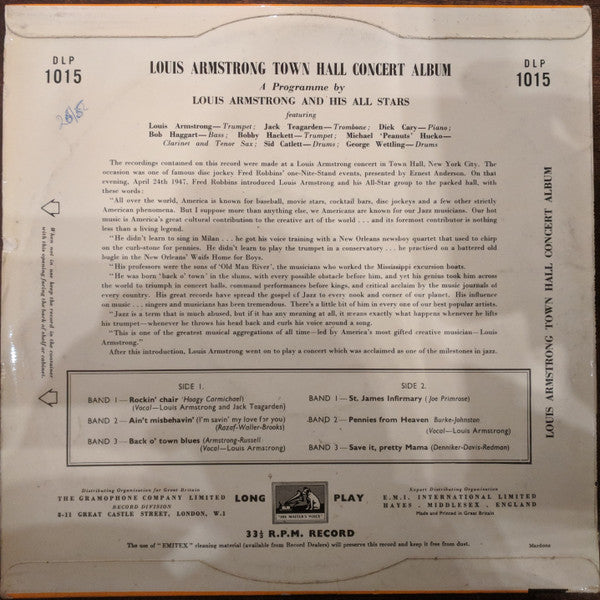 DLP
1015
LOUIS ARMSTRONG TOWN HALL CONCERT ALBUM
A Programme by
LOUIS ARMSTRONG AND HIS ALL STARS
featuring
Louis Armstrong—Trumpet; Jack Teagarden—Trombone; Dick Cary—Piano;
Bob Haggart—Bass; Bobby Hackett—Trumpet; Michael 'Peanuts' Hucko—
Clarinet and Tenor Sax; Sid Catlett—Drums; George Wettling—Drums
DLP
1015
The recordings contained on this record were made at a Louis Armstrong concert in Town Hall, New York City. The
occasion was one of famous disc jockey Fred Robbins' one-Nite-Stand events, presented by Ernest Anderson. On that
evening, April 24th 1947, Fred Robbins introduced Louis Armstrong and his All-Star group to the packed hall, with
these words:
"All over the world, America is known for baseball, movie stars, cocktail bars, disc jockeys and a few other strictly
American phenomena. But I suppose more than anything else, we Americans are known for our Jazz musicians. Our hot
music is America's great cultural contribution to the creative art of the world . . . and its foremost contributor is nothing
less than a living legend.
"He didn't learn to sing in Milan . . . he got his voice training with a New Orleans newsboy quartet that used to chirp
on the curb-stone for pennies. He didn't learn to play the trumpet in a conservatory . . . he practised on a battered old
bugle in the New Orleans' Waifs Home for Boys.
"His professors were the sons of 'Old Man River', the musicians who worked the Mississippi excursion boats.
"He was born 'back o' town' in the slums, with every possible obstacle before him, and yet his genius took him across
the world to triumph in concert halls, command performances before kings, and critical acclaim by the music journals
of every country. His great records have spread the gospel of Jazz to every nook and corner of our planet. His influence
on music . . . singers and musicians has been tremendous. There's a little bit of him in every one of our best popular artists.
"Jazz is a term that is much abused, but if it has any meaning at all, it means exactly what happens whenever he lifts
his trumpet—whenever he throws his head back and curls his voice around a song.
"This is one of the greatest musical aggregations of all time—led by America's most gifted creative musician—Louis
Armstrong."
After this introduction, Louis Armstrong went on to play a concert which was acclaimed as one of the milestones in jazz.
When not in use keep the record in the container
with this opening facing the back of shelf or cabinet.
LOUIS ARMSTRONG TOWN HALL CONCERT ALBUM
SIDE 1.
BAND 1—Rockin' chair (Hoagy Carmichael)
(Vocal—Louis Armstrong and Jack Teagarden)
BAND 2—Ain't misbehavin' (I'm savin' my love for you)
(Razaf-Waller-Brooks)
BAND 3—Back o' town blues (Armstrong-Russell)
(Vocal—Louis Armstrong)
SIDE 2.
BAND 1—St. James Infirmary (Joe Primrose)
BAND 2—Pennies from Heaven Burke-Johnston
(Vocal—Louis Armstrong)
BAND 3—Save it, pretty Mama (Denniker-Davis-Redmon)
Distributing Organisation for Great Britain
THE GRAMOPHONE COMPANY LIMITED
RECORD DIVISION
8-11 GREAT CASTLE STREET, LONDON, W.1
LONG PLAY
"HIS MASTER'S VOICE"
33⅓ R.P.M. RECORD
Export Distributing Organisation
E.M.I. INTERNATIONAL LIMITED
HAYES . MIDDLESEX . ENGLAND
Made and Printed in Great Britain
The use of "EMITEX" cleaning material (available from Record Dealers) will preserve this record and keep it free from dust.
Mardons